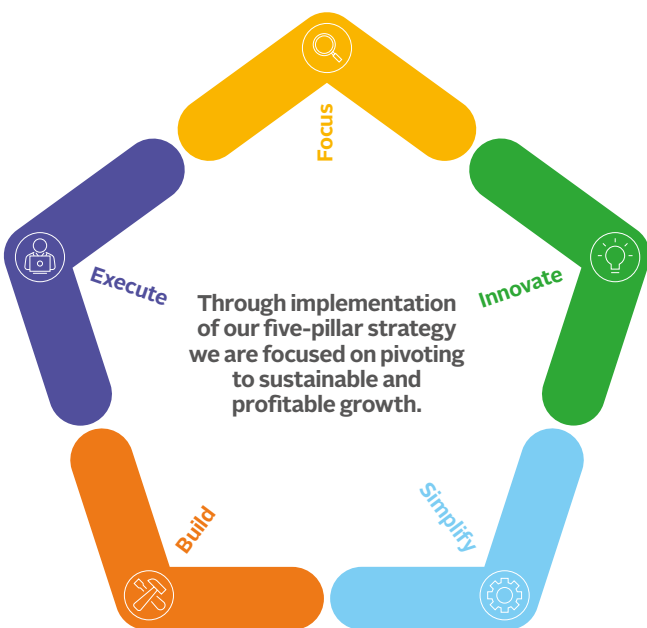 Focus
Innovate
Simplify
Build
Execute
Through implementation
of our five-pillar strategy
we are focused on pivoting
to sustainable and
profitable growth.